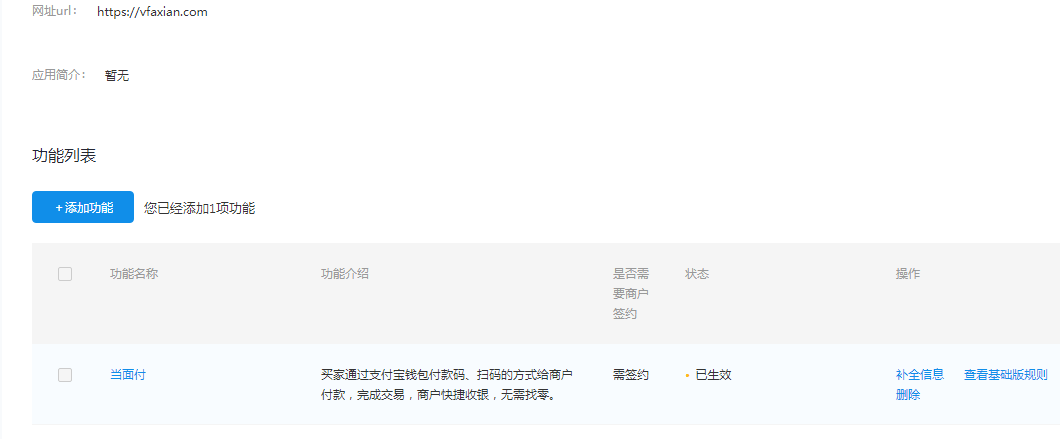 网址url： https://vfaxian.com
应用简介： 暂无
功能列表
+ 添加功能 您已经添加1项功能
功能名称 功能介绍 是否需要商户签约 状态 操作
当面付 买家通过支付宝钱包付款码、扫码的方式给商户 需签约 已生效 补全信息 查看基础版规则
付款，完成交易，商户快捷收银，无需找零。 删除